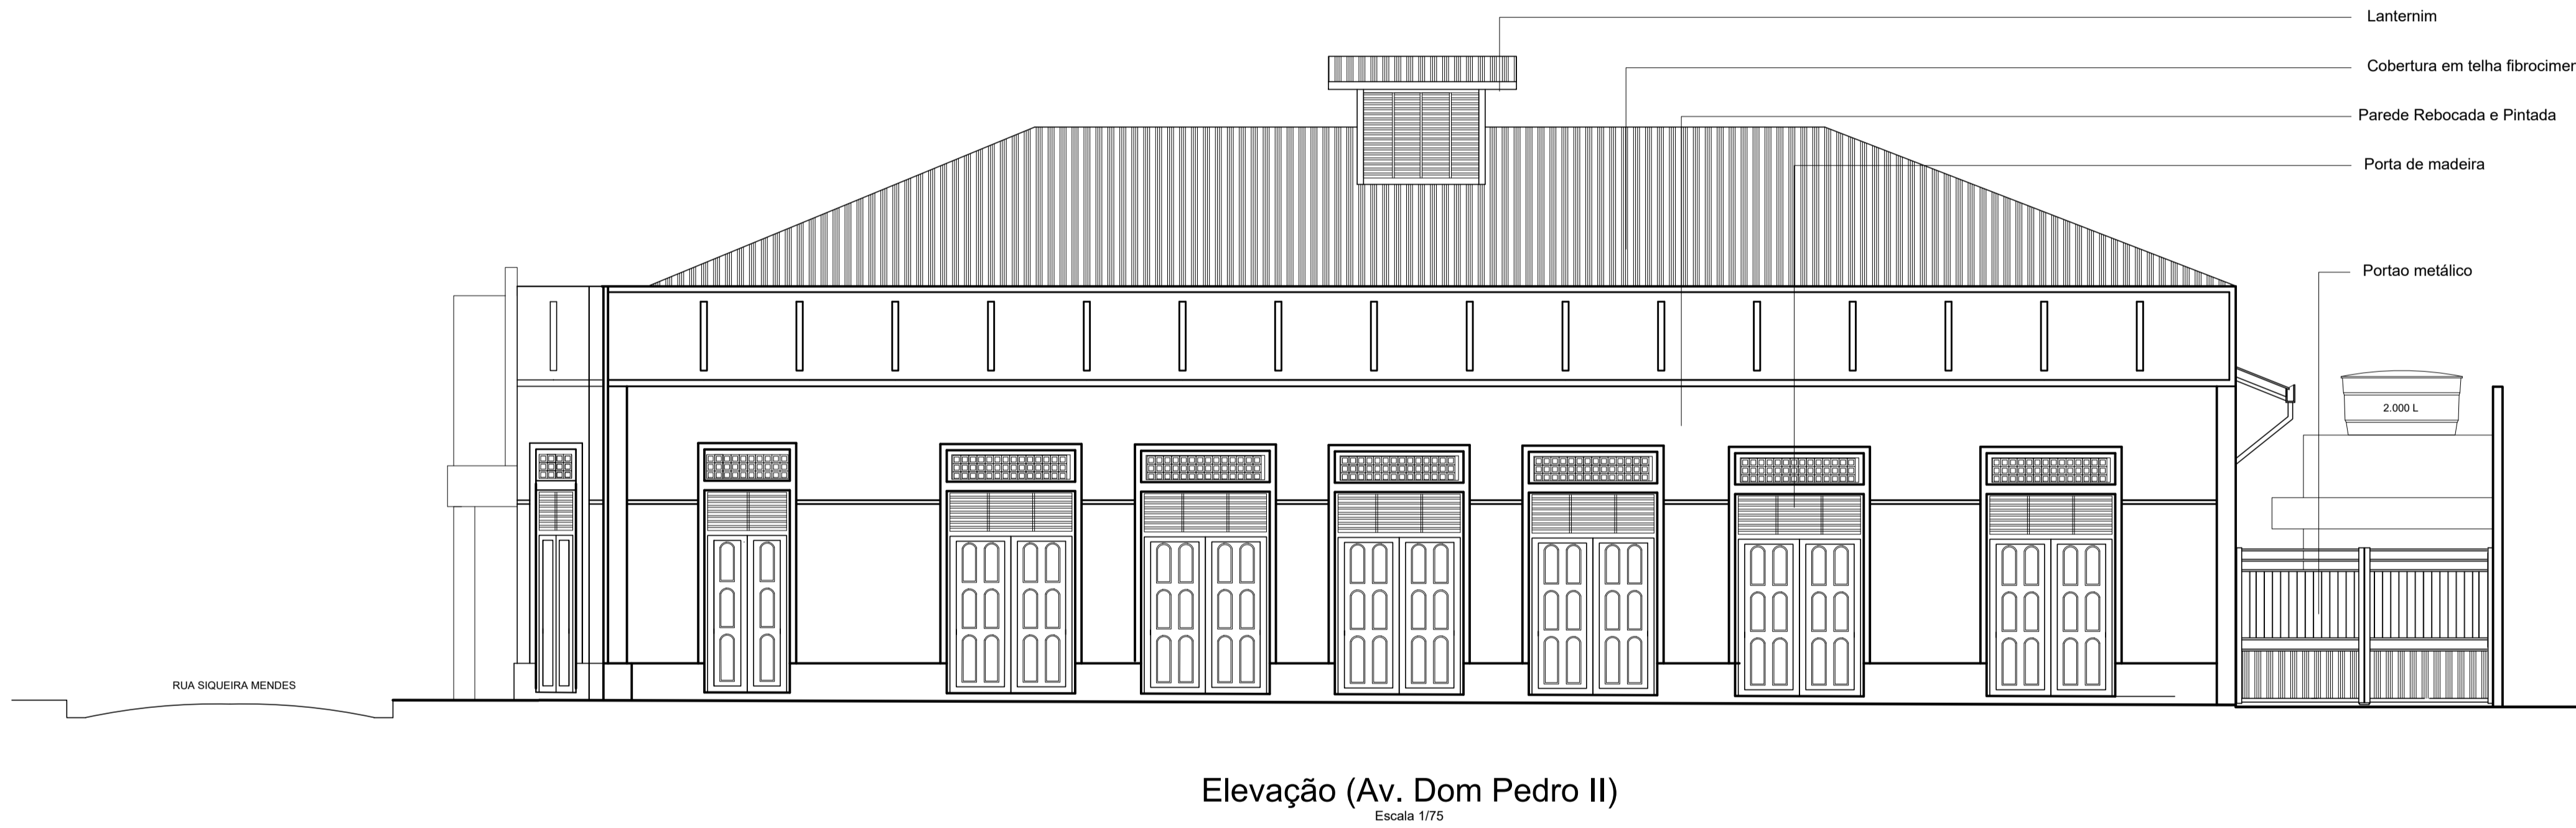 Lanternim
Cobertura em telha fibrocimen
Parede Rebocada e Pintada
Porta de madeira
Portao metálico
2.000 L
RUA SIQUEIRA MENDES
Elevação (Av. Dom Pedro II)
Escala 1/75